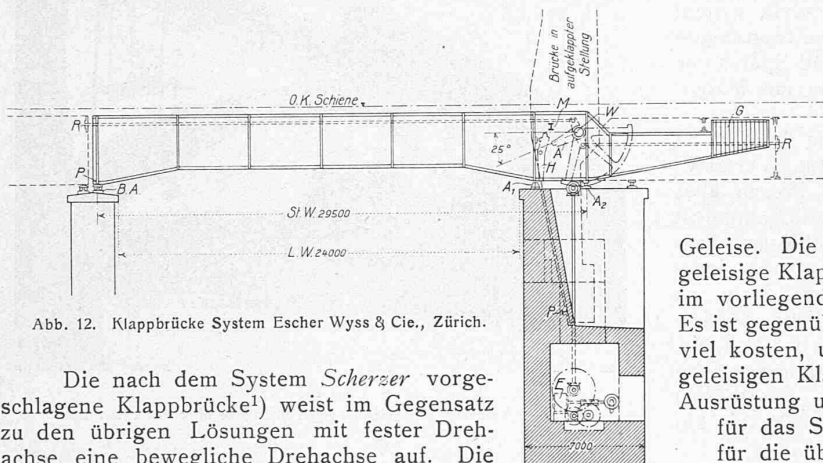 Brücke in
aufgeklappter
Stellung
O.K. Schiene
M
W
G
R
I
25°
A
R
H
P
B.A.
A₁
A₂
St.W. 29500
L.W. 24000
P
E
7000
Abb. 12. Klappbrücke System Escher Wyss & Cie., Zürich.
Die nach dem System Scherzer vorge-
schlagene Klappbrücke¹) weist im Gegensatz
zu den übrigen Lösungen mit fester Dreh-
achse eine bewegliche Drehachse auf. Die
Geleise. Die
geleisige Klap
im vorliegend
Es ist gegenü
viel kosten, u
geleisigen Kl
Ausrüstung u
für das S
für die üb